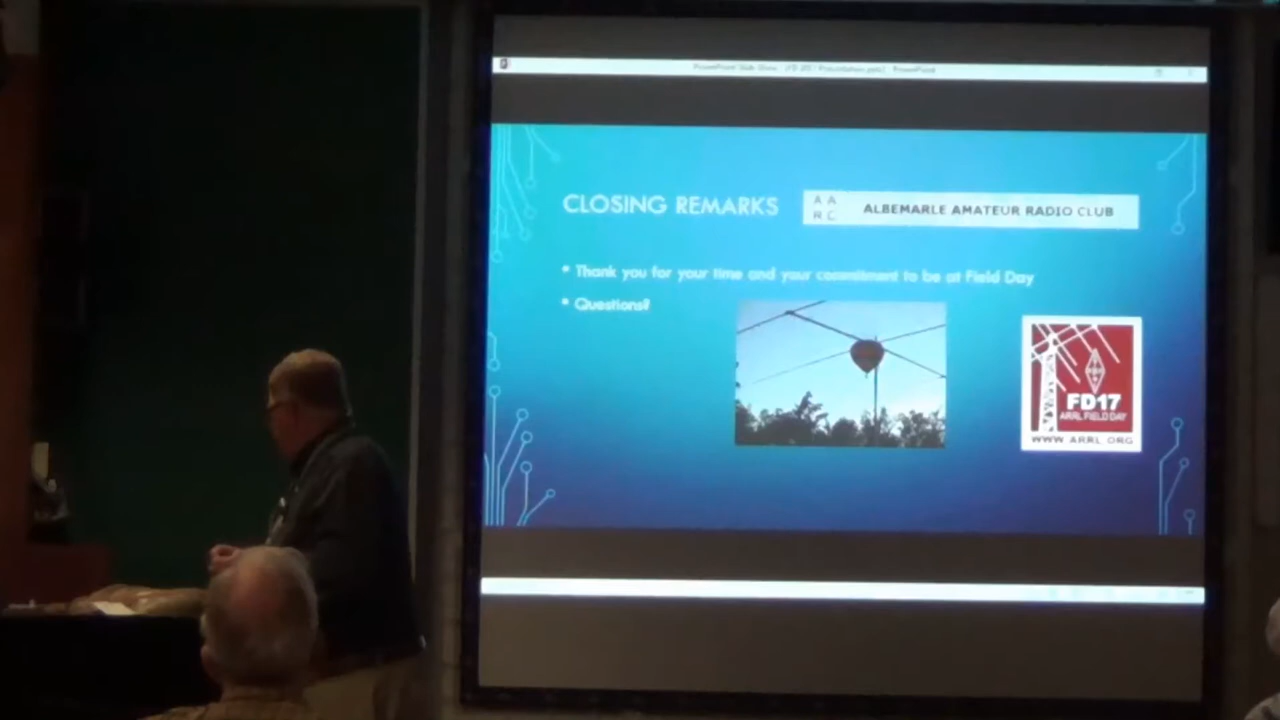 CLOSING REMARKS
A A
R C
ALBEMARLE AMATEUR RADIO CLUB
• Thank you for your time and your commitment to be at Field Day
• Questions?
FD17
ARRL FIELD DAY
WWW.ARRL.ORG